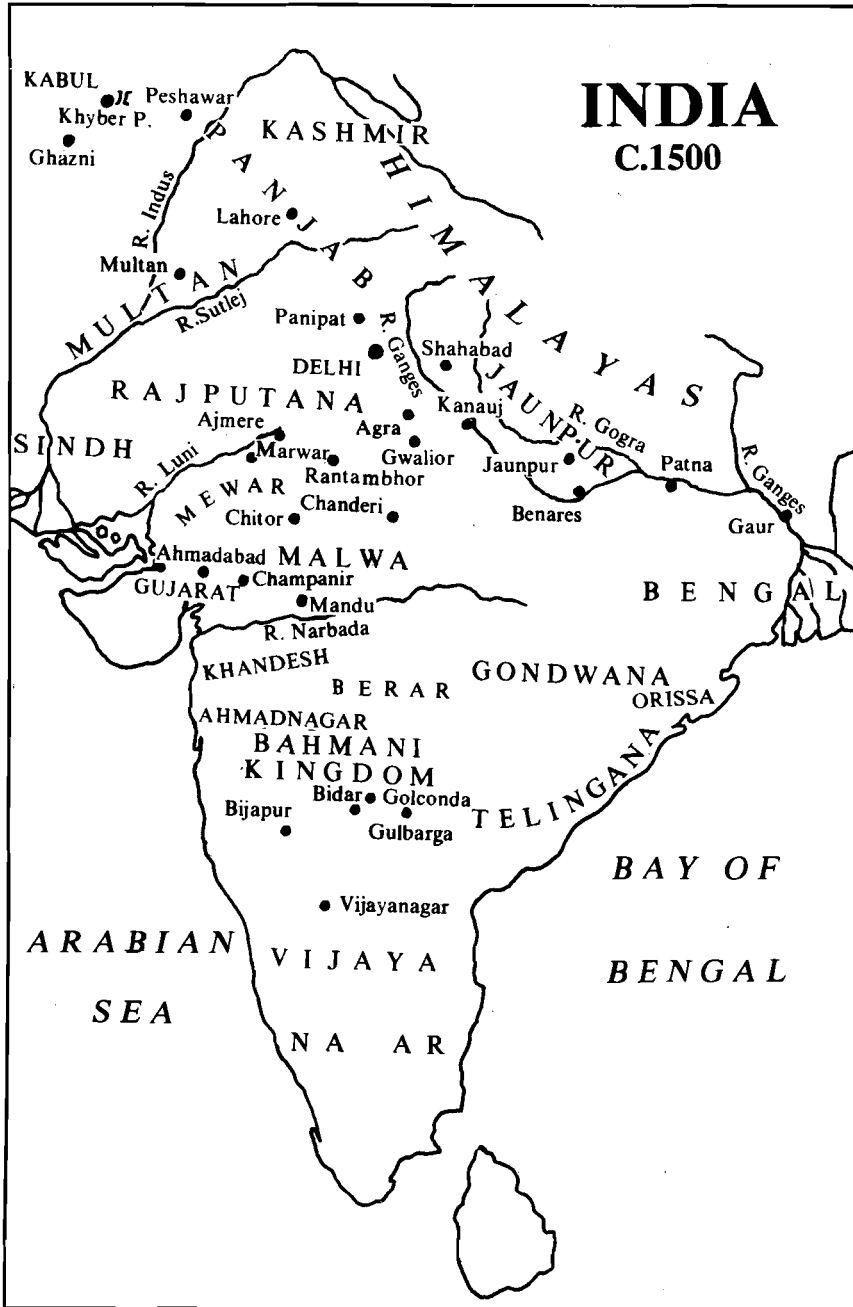 INDIA
C.1500
KABUL
Khyber P.
Peshawar
Ghazni
KASHMIR
PANJAB
HIMALAYAS
R. Indus
Lahore
Multan
MULTAN
R.Sutlej
Panipat
R. Ganges
DELHI
Shahabad
RAJPUTANA
JAUNPUR
Kanauj
R. Gogra
Ajmere
Agra
SINDH
Marwar
Gwalior
R. Luni
Rantambhor
Jaunpur
Patna
R. Ganges
MEWAR
Chanderi
Benares
Chitor
Gaur
Ahmadabad
MALWA
GUJARAT
Champanir
Mandu
BENGAL
R. Narbada
KHANDESH
BERAR
GONDWANA
ORISSA
AHMADNAGAR
BAHMANI
KINGDOM
TELINGANA
Bidar
Golconda
Bijapur
Gulbarga
BAY OF
BENGAL
Vijayanagar
ARABIAN
SEA
VIJAYA
NA AR